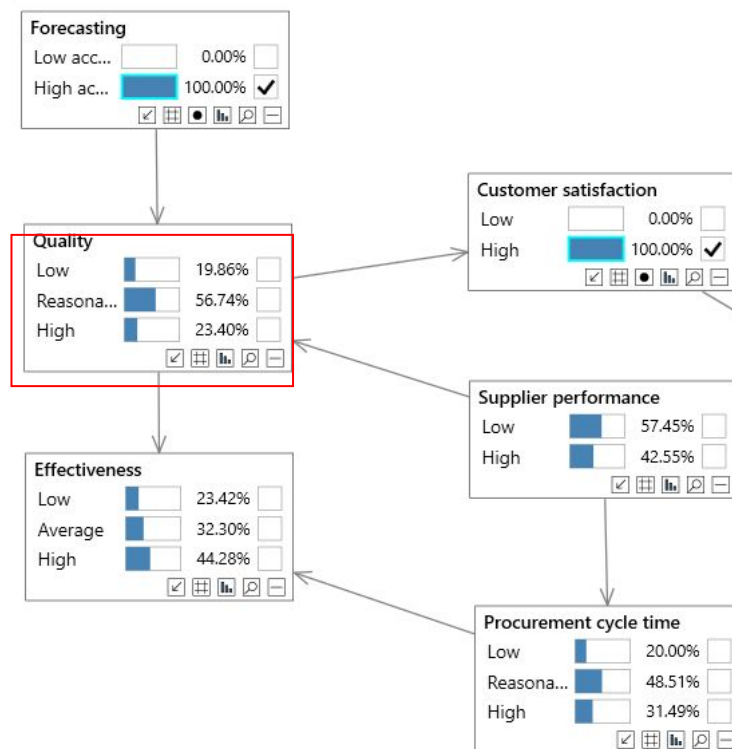 Forecasting
Low acc... 0.00%
High ac... 100.00%
Quality
Low 19.86%
Reasona... 56.74%
High 23.40%
Effectiveness
Low 23.42%
Average 32.30%
High 44.28%
Customer satisfaction
Low 0.00%
High 100.00%
Supplier performance
Low 57.45%
High 42.55%
Procurement cycle time
Low 20.00%
Reasona... 48.51%
High 31.49%